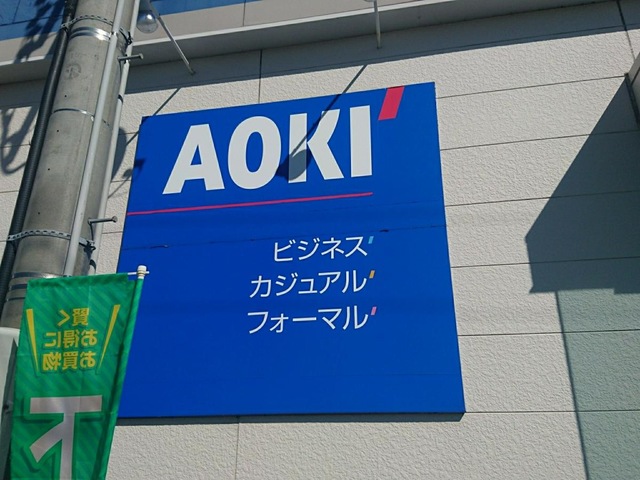 AOKI
ビジネス
カジュアル
フォーマル
賢く
お得に
お買物